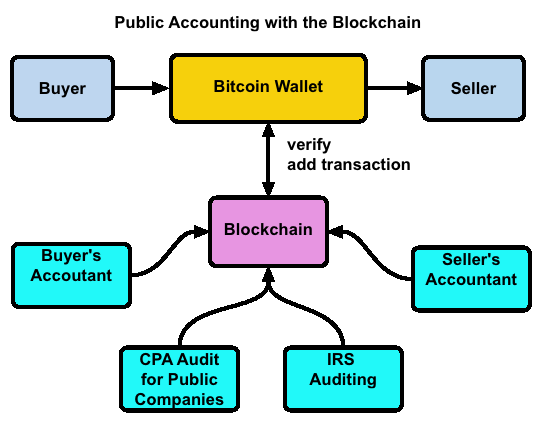 Public Accounting with the Blockchain
Buyer
Bitcoin Wallet
Seller
verify
add transaction
Blockchain
Buyer's
Accoutant
Seller's
Accountant
CPA Audit
for Public
Companies
IRS
Auditing